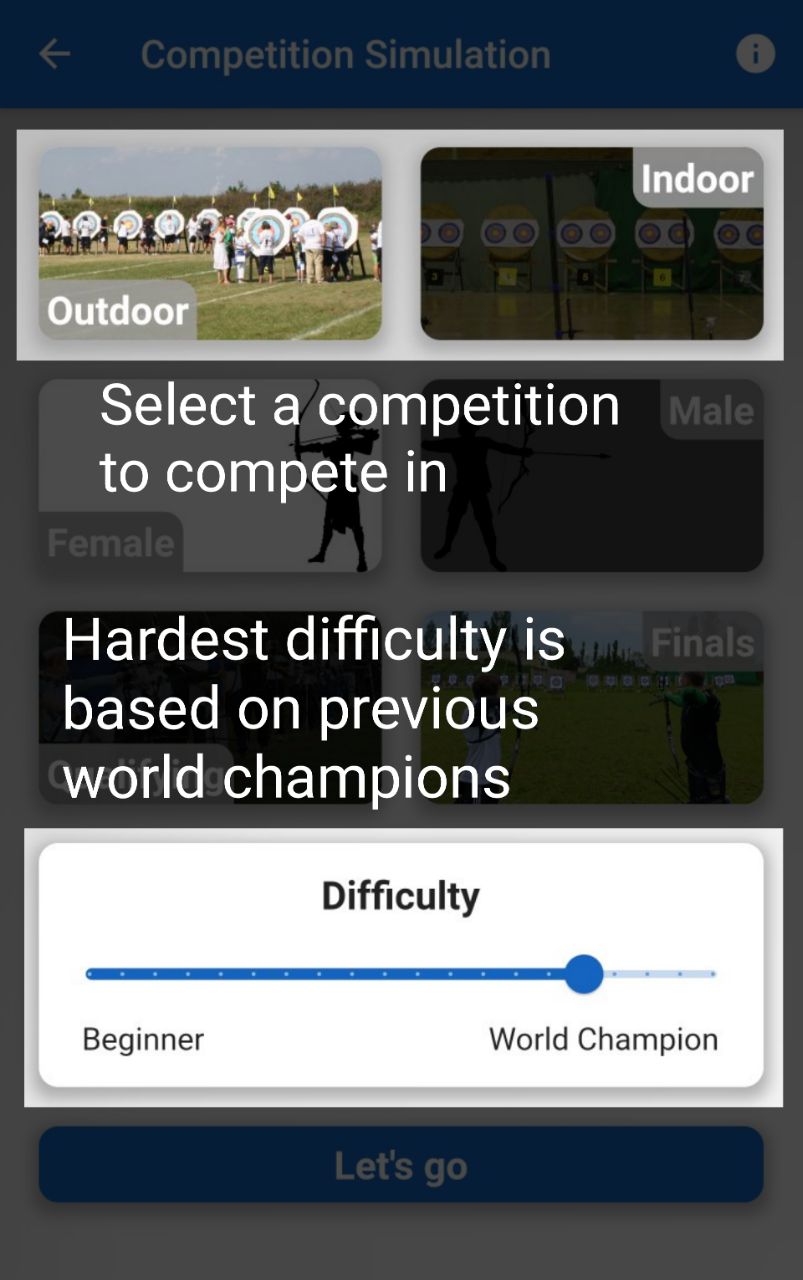 Competition Simulation
Outdoor
Indoor
Select a competition
to compete in
Female
Male
Hardest difficulty is
based on previous
world champions
Qualifying
Finals
Difficulty
Beginner
World Champion
Let's go